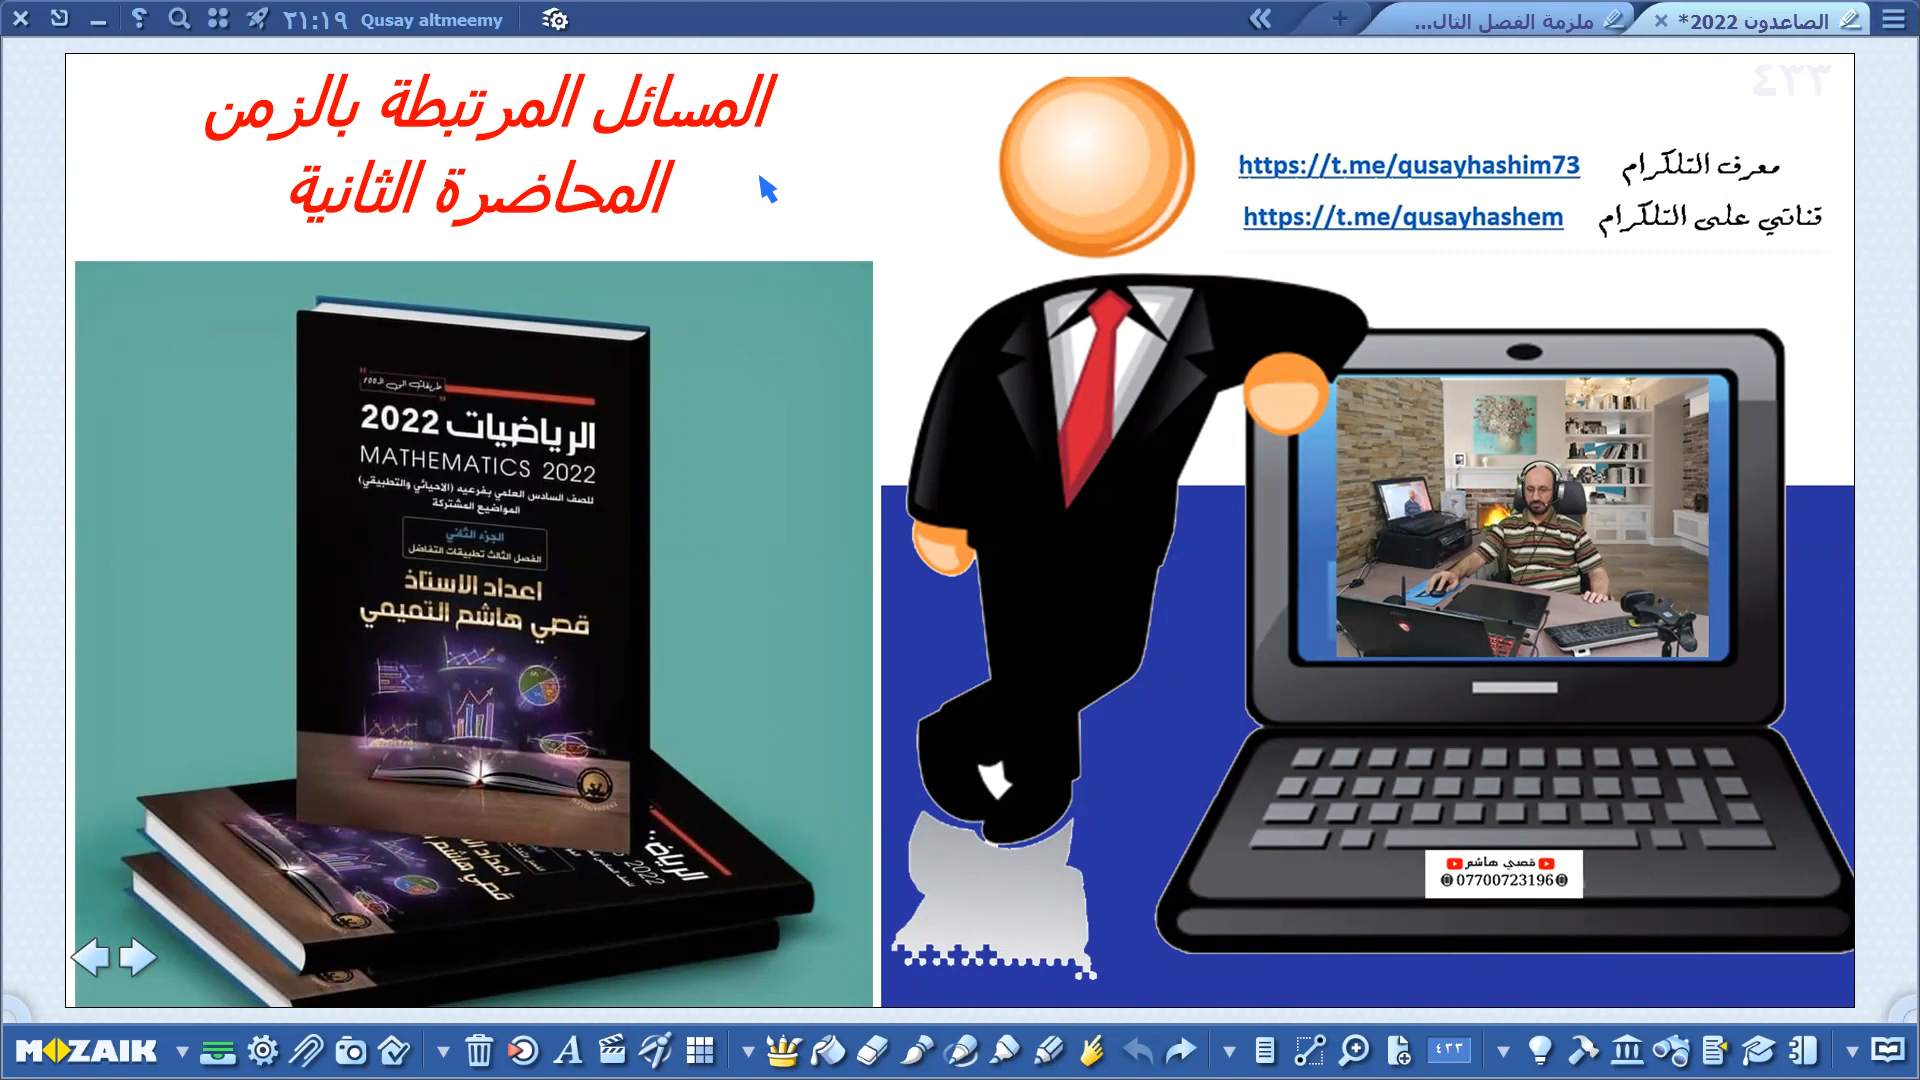 ٢١:١٩
Qusay altmeemy
ملزمة الفصل الثال...
الصاعدون 2022*
٤٣٣
المسائل المرتبطة بالزمن
المحاضرة الثانية
معرف التلكرام https://t.me/qusayhashim73
قناتي على التلكرام https://t.me/qusayhashem
الرياضيات 2022
MATHEMATICS 2022
للصف السادس العلمي بفرعيه (الاحيائي والتطبيقي)
المواضيع المشتركة
الجزء الثاني
الفصل الثالث تطبيقات التفاضل
اعداد الاستاذ
قصي هاشم التميمي
قصي هاشم
07700723196
MOZAIK
٤٣٣